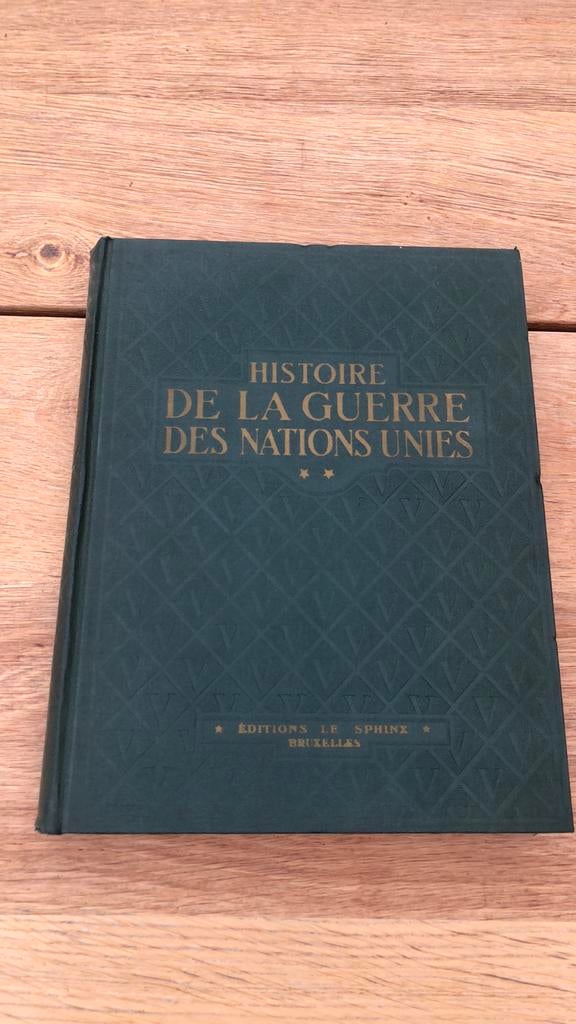 HISTOIRE
DE LA GUERRE
DES NATIONS UNIES
★ ★
★ ÉDITIONS LE SPHINX ★
BRUXELLES